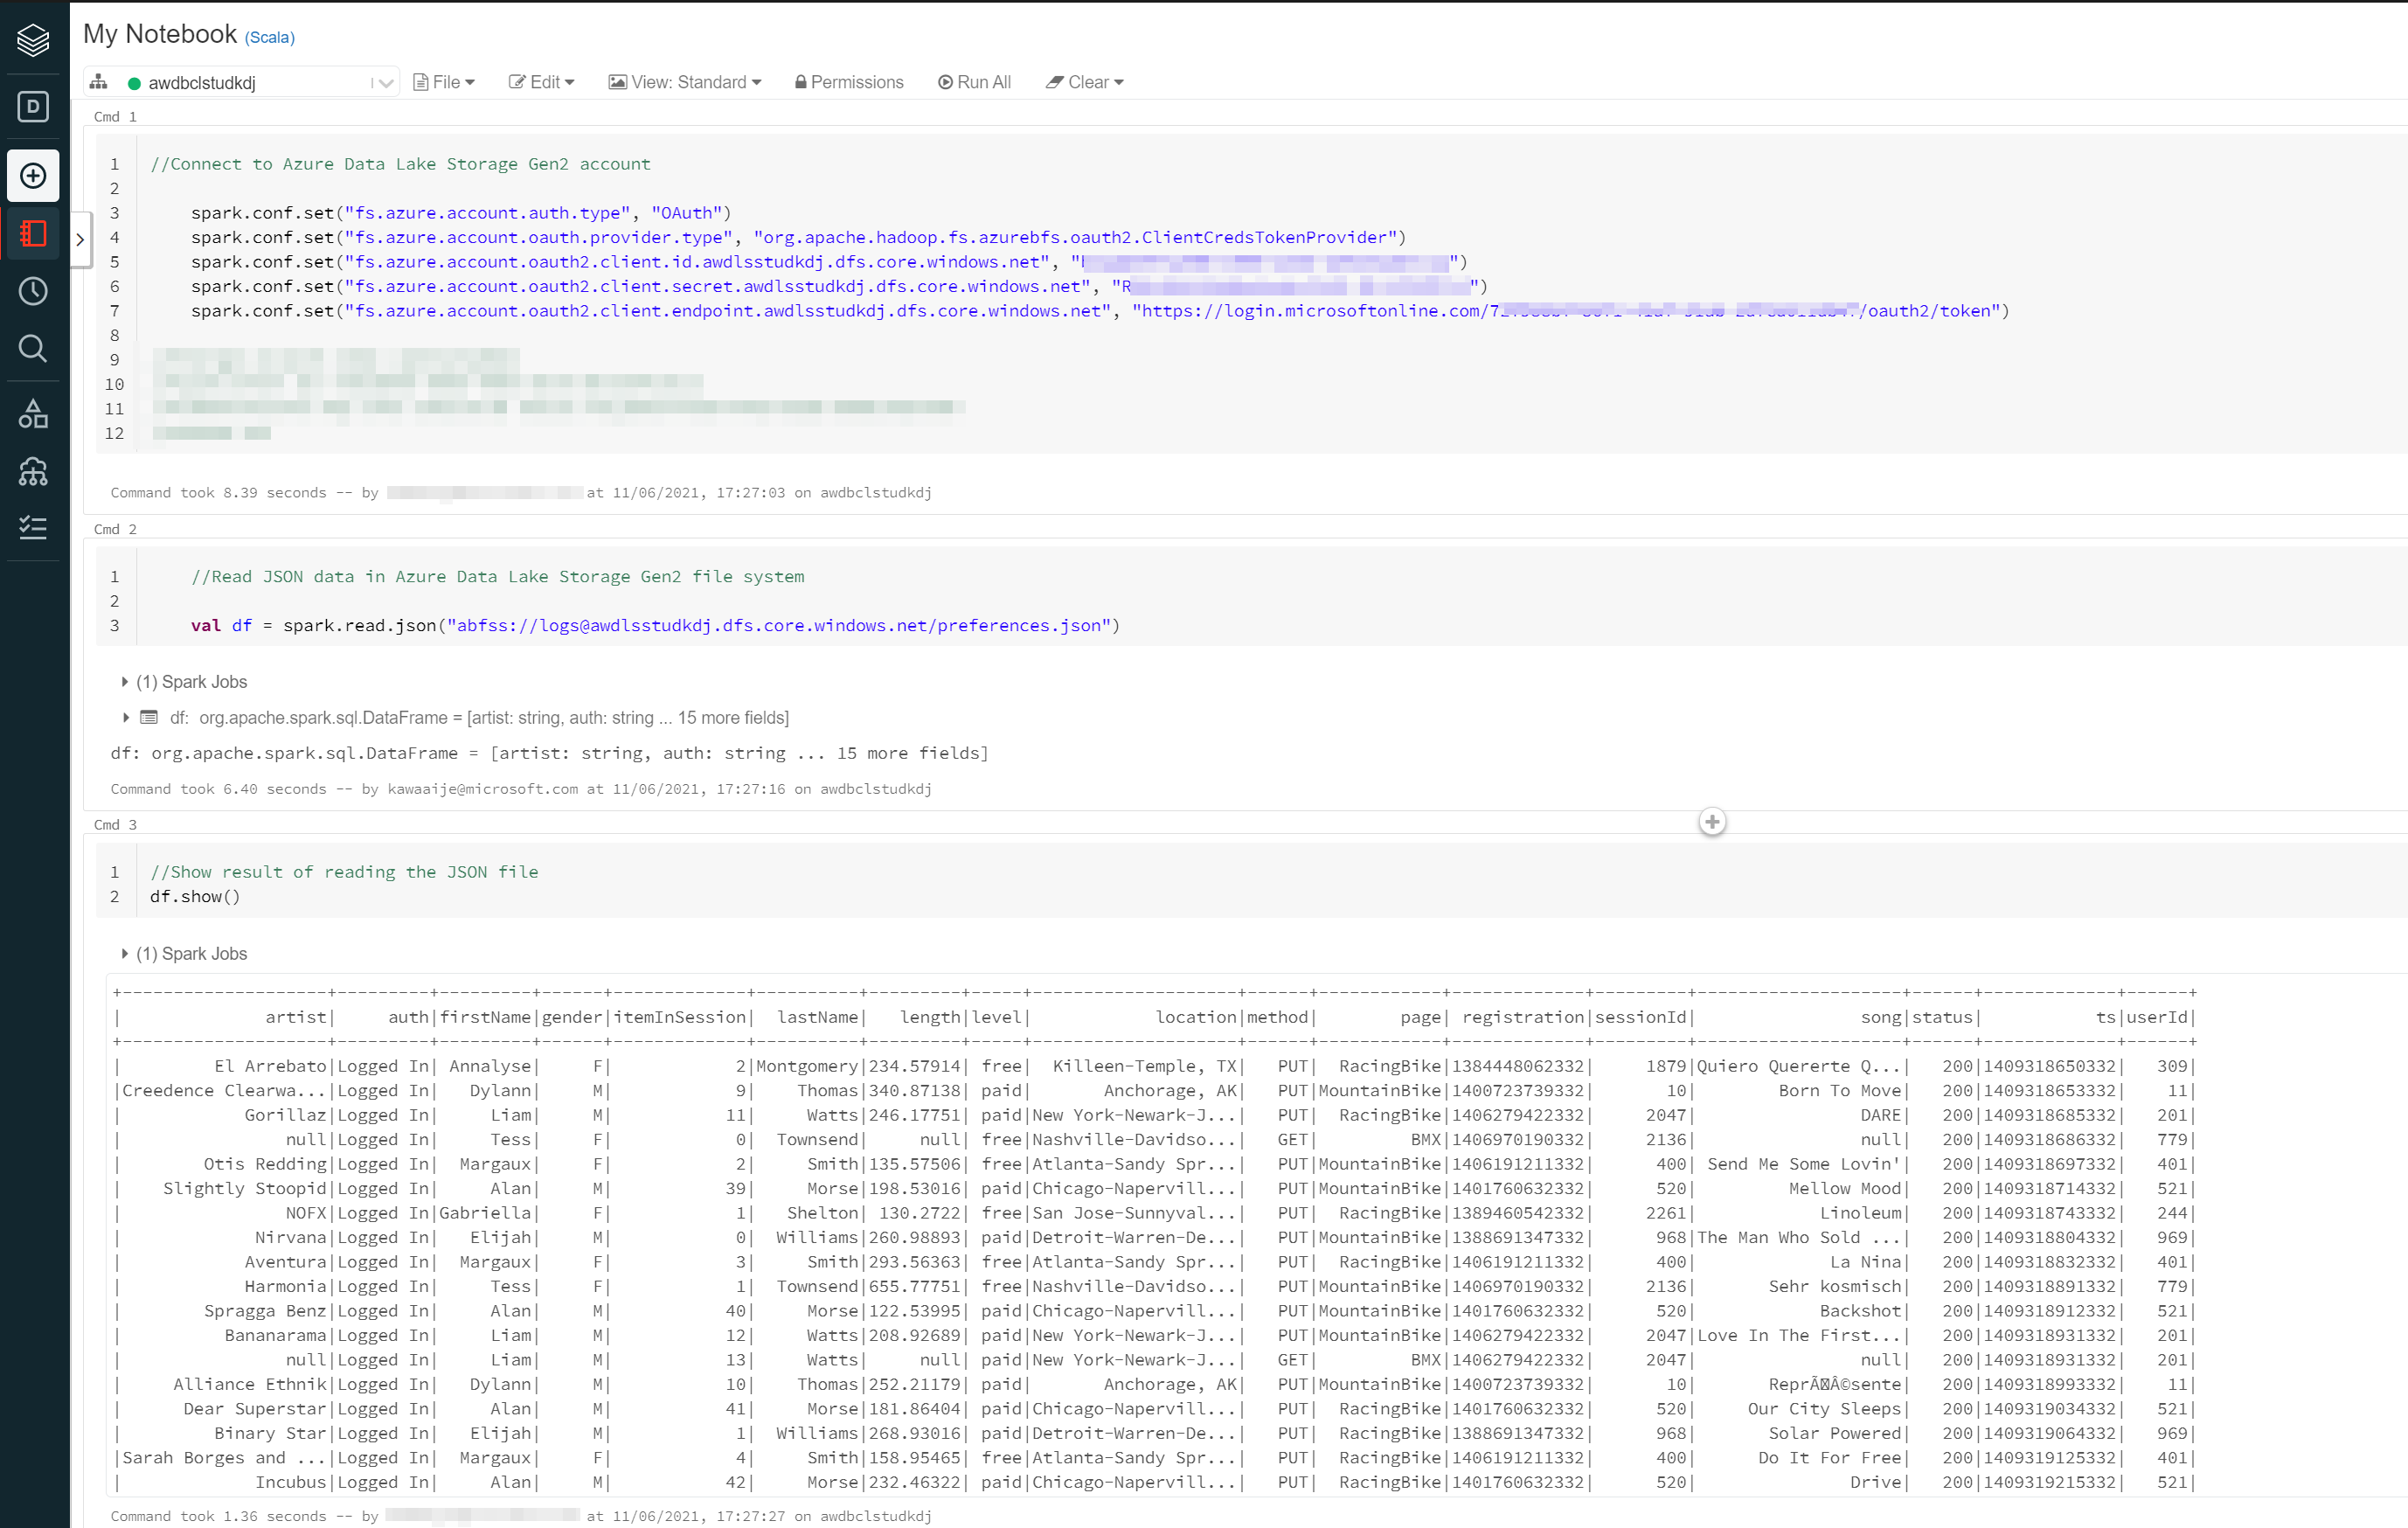 My Notebook (Scala)
awdbclstudkdj File Edit View: Standard Permissions Run All Clear
D
Cmd 1
1 //Connect to Azure Data Lake Storage Gen2 account
2
3 spark.conf.set("fs.azure.account.auth.type", "OAuth")
4 spark.conf.set("fs.azure.account.oauth.provider.type", "org.apache.hadoop.fs.azurebfs.oauth2.ClientCredsTokenProvider")
5 spark.conf.set("fs.azure.account.oauth2.client.id.awdlsstudkdj.dfs.core.windows.net", "")
6 spark.conf.set("fs.azure.account.oauth2.client.secret.awdlsstudkdj.dfs.core.windows.net", "R")
7 spark.conf.set("fs.azure.account.oauth2.client.endpoint.awdlsstudkdj.dfs.core.windows.net", "https://login.microsoftonline.com/72/oauth2/token")
8
9
10
11
12
Command took 8.39 seconds -- by at 11/06/2021, 17:27:03 on awdbclstudkdj
Cmd 2
1 //Read JSON data in Azure Data Lake Storage Gen2 file system
2
3 val df = spark.read.json("abfss://logs@awdlsstudkdj.dfs.core.windows.net/preferences.json")
(1) Spark Jobs
df: org.apache.spark.sql.DataFrame = [artist: string, auth: string ... 15 more fields]
df: org.apache.spark.sql.DataFrame = [artist: string, auth: string ... 15 more fields]
Command took 6.40 seconds -- by kawaaije@microsoft.com at 11/06/2021, 17:27:16 on awdbclstudkdj
Cmd 3
1 //Show result of reading the JSON file
2 df.show()
(1) Spark Jobs
+--------------------+---------+---------+------+-------------+----------+---------+-----+--------------------+------+------------+-------------+---------+--------------------+------+-------------+------+
| artist| auth|firstName|gender|itemInSession| lastName| length|level| location|method| page| registration|sessionId| song|status| ts|userId|
+--------------------+---------+---------+------+-------------+----------+---------+-----+--------------------+------+------------+-------------+---------+--------------------+------+-------------+------+
| El Arrebato|Logged In| Annalyse| F| 2|Montgomery|234.57914| free| Killeen-Temple, TX| PUT| RacingBike|1384448062332| 1879|Quiero Quererte Q...| 200|1409318650332| 309|
|Creedence Clearwa...|Logged In| Dylann| M| 9| Thomas|340.87138| paid| Anchorage, AK| PUT|MountainBike|1400723739332| 10| Born To Move| 200|1409318653332| 11|
| Gorillaz|Logged In| Liam| M| 11| Watts|246.17751| paid|New York-Newark-J...| PUT| RacingBike|1406279422332| 2047| DARE| 200|1409318685332| 201|
| null|Logged In| Tess| F| 0| Townsend| null| free|Nashville-Davidso...| GET| BMX|1406970190332| 2136| null| 200|1409318686332| 779|
| Otis Redding|Logged In| Margaux| F| 2| Smith|135.57506| free|Atlanta-Sandy Spr...| PUT|MountainBike|1406191211332| 400| Send Me Some Lovin'| 200|1409318697332| 401|
| Slightly Stoopid|Logged In| Alan| M| 39| Morse|198.53016| paid|Chicago-Napervill...| PUT|MountainBike|1401760632332| 520| Mellow Mood| 200|1409318714332| 521|
| NOFX|Logged In|Gabriella| F| 1| Shelton| 130.2722| free|San Jose-Sunnyval...| PUT| RacingBike|1389460542332| 2261| Linoleum| 200|1409318743332| 244|
| Nirvana|Logged In| Elijah| M| 0| Williams|260.98893| paid|Detroit-Warren-De...| PUT|MountainBike|1388691347332| 968|The Man Who Sold ...| 200|1409318804332| 969|
| Aventura|Logged In| Margaux| F| 3| Smith|293.56363| free|Atlanta-Sandy Spr...| PUT| RacingBike|1406191211332| 400| La Nina| 200|1409318832332| 401|
| Harmonia|Logged In| Tess| F| 1| Townsend|655.77751| free|Nashville-Davidso...| PUT|MountainBike|1406970190332| 2136| Sehr kosmisch| 200|1409318891332| 779|
| Spragga Benz|Logged In| Alan| M| 40| Morse|122.53995| paid|Chicago-Napervill...| PUT|MountainBike|1401760632332| 520| Backshot| 200|1409318912332| 521|
| Bananarama|Logged In| Liam| M| 12| Watts|208.92689| paid|New York-Newark-J...| PUT|MountainBike|1406279422332| 2047|Love In The First...| 200|1409318931332| 201|
| null|Logged In| Liam| M| 13| Watts| null| paid|New York-Newark-J...| GET| BMX|1406279422332| 2047| null| 200|1409318931332| 201|
| Alliance Ethnik|Logged In| Dylann| M| 10| Thomas|252.21179| paid| Anchorage, AK| PUT|MountainBike|1400723739332| 10| ReprÃÂ©sente| 200|1409318993332| 11|
| Dear Superstar|Logged In| Alan| M| 41| Morse|181.86404| paid|Chicago-Napervill...| PUT| RacingBike|1401760632332| 520| Our City Sleeps| 200|1409319034332| 521|
| Binary Star|Logged In| Elijah| M| 1| Williams|268.93016| paid|Detroit-Warren-De...| PUT| RacingBike|1388691347332| 968| Solar Powered| 200|1409319064332| 969|
|Sarah Borges and ...|Logged In| Margaux| F| 4| Smith|158.95465| free|Atlanta-Sandy Spr...| PUT| RacingBike|1406191211332| 400| Do It For Free| 200|1409319125332| 401|
| Incubus|Logged In| Alan| M| 42| Morse|232.46322| paid|Chicago-Napervill...| PUT| RacingBike|1401760632332| 520| Drive| 200|1409319215332| 521|
Command took 1.36 seconds -- by at 11/06/2021, 17:27:27 on awdbclstudkdj